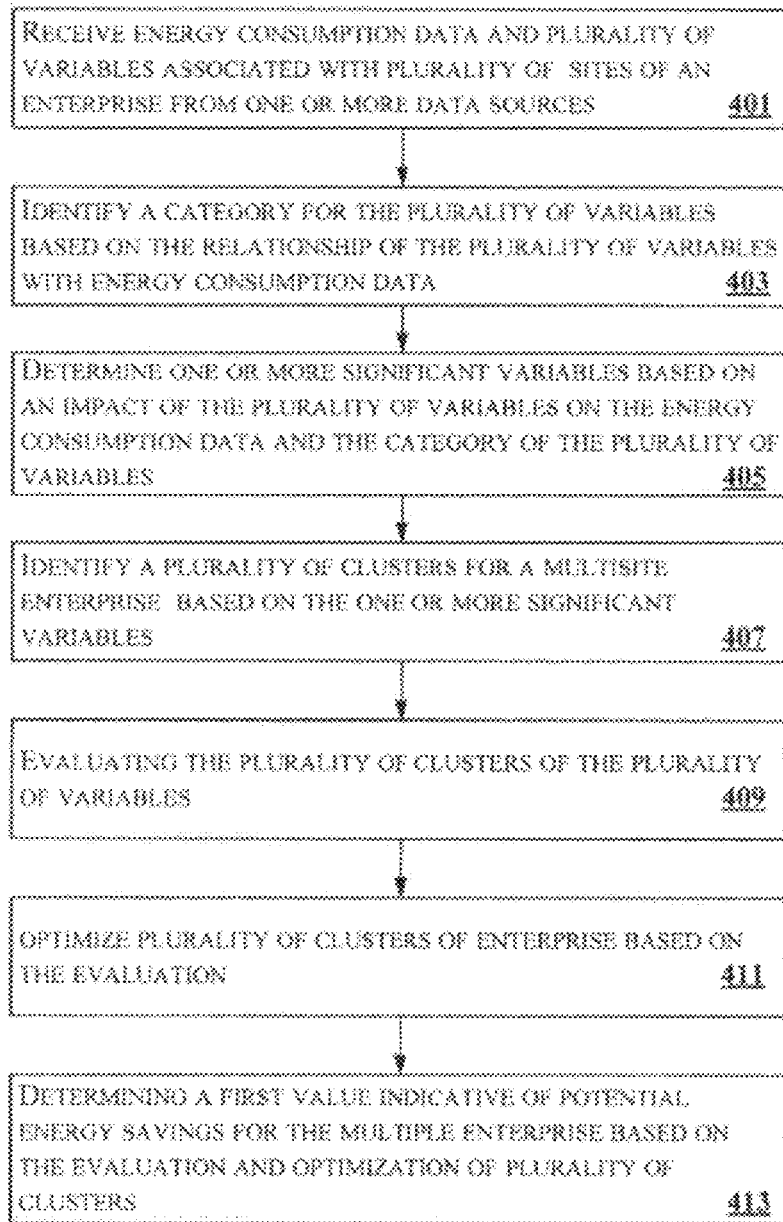 RECEIVE ENERGY CONSUMPTION DATA AND PLURALITY OF
VARIABLES ASSOCIATED WITH PLURALITY OF SITES OF AN
ENTERPRISE FROM ONE OR MORE DATA SOURCES 401
IDENTIFY A CATEGORY FOR THE PLURALITY OF VARIABLES
BASED ON THE RELATIONSHIP OF THE PLURALITY OF VARIABLES
WITH ENERGY CONSUMPTION DATA 403
DETERMINE ONE OR MORE SIGNIFICANT VARIABLES BASED ON
AN IMPACT OF THE PLURALITY OF VARIABLES ON THE ENERGY
CONSUMPTION DATA AND THE CATEGORY OF THE PLURALITY OF
VARIABLES 405
IDENTIFY A PLURALITY OF CLUSTERS FOR A MULTISITE
ENTERPRISE BASED ON THE ONE OR MORE SIGNIFICANT
VARIABLES 407
EVALUATING THE PLURALITY OF CLUSTERS OF THE PLURALITY
OF VARIABLES 409
OPTIMIZE PLURALITY OF CLUSTERS OF ENTERPRISE BASED ON
THE EVALUATION 411
DETERMINING A FIRST VALUE INDICATIVE OF POTENTIAL
ENERGY SAVINGS FOR THE MULTIPLE ENTERPRISE BASED ON
THE EVALUATION AND OPTIMIZATION OF PLURALITY OF
CLUSTERS 413